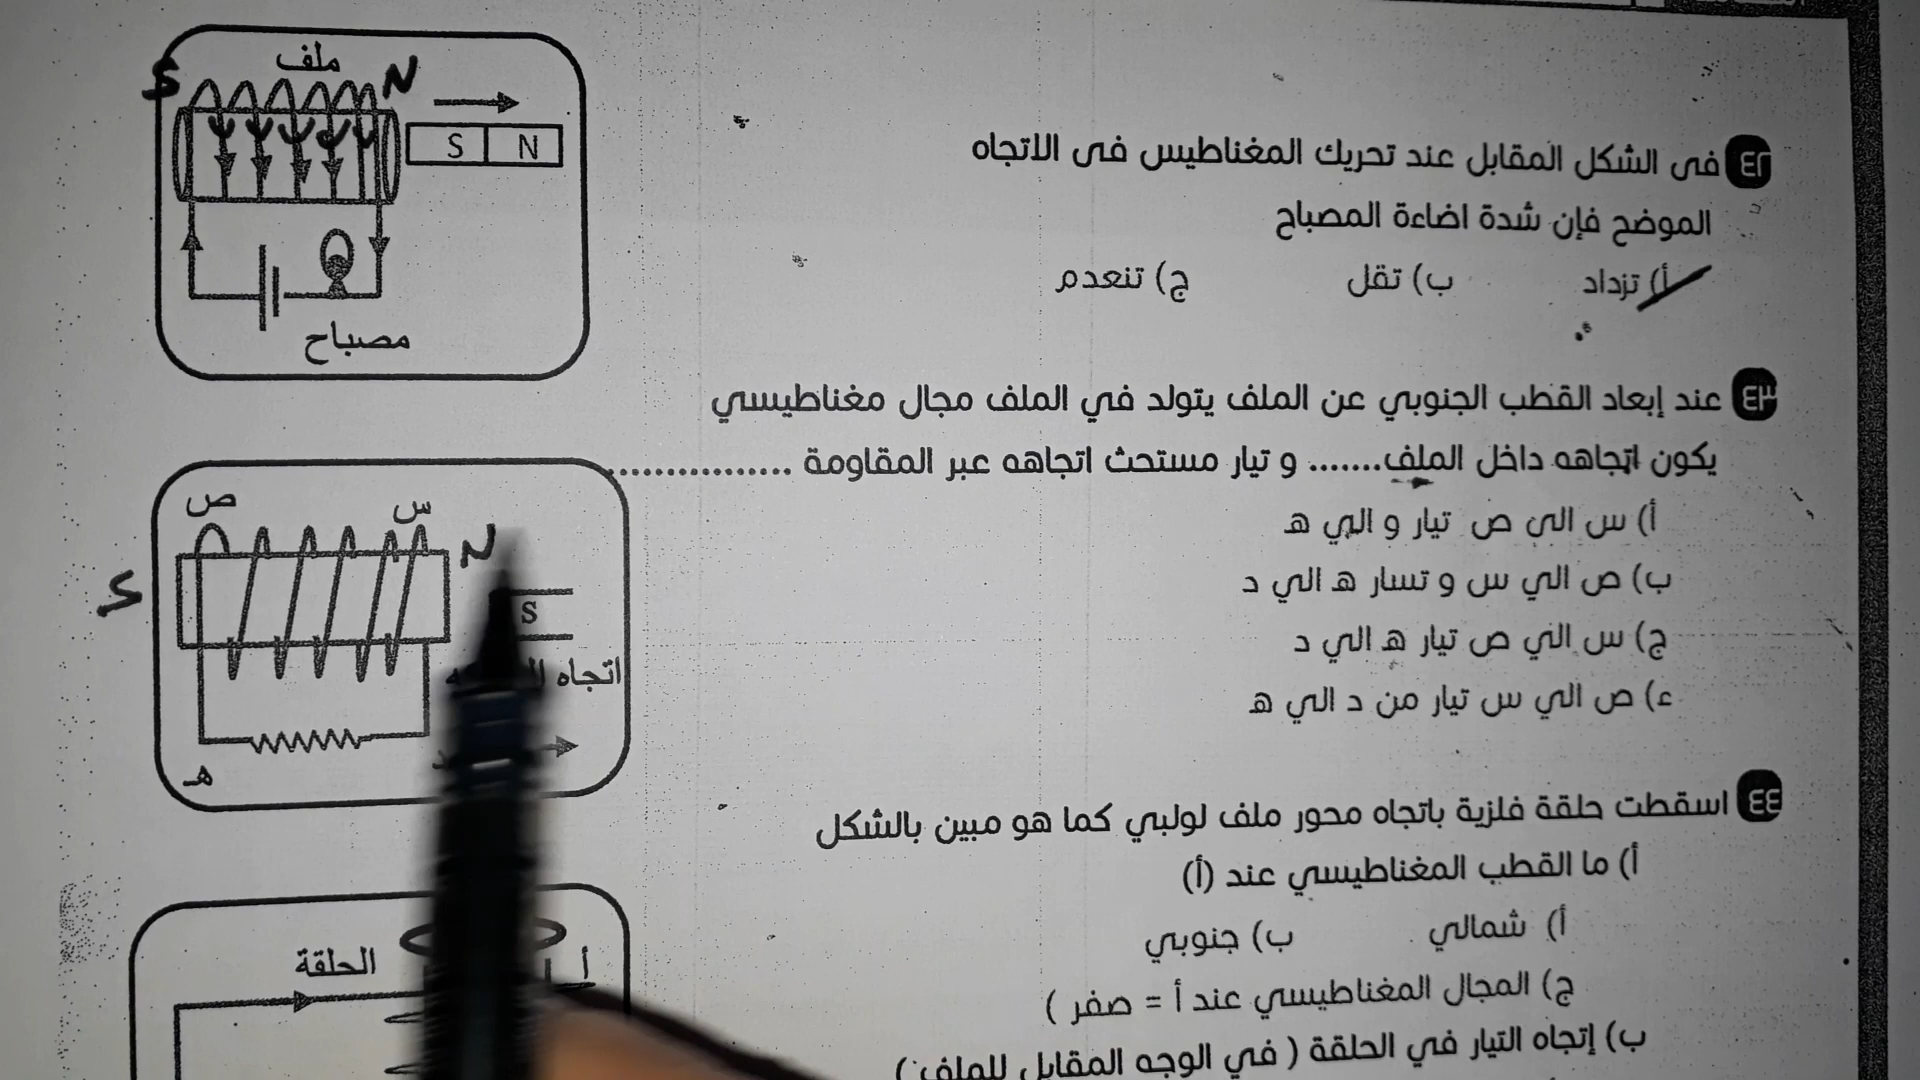 ٤٢ فى الشكل المقابل عند تحريك المغناطيس فى الاتجاه
الموضح فإن شدة اضاءة المصباح
أ) تزداد ب) تقل ج) تنعدم
S ملف N
S N
مصباح
٤٣ عند إبعاد القطب الجنوبي عن الملف يتولد في الملف مجال مغناطيسي
يكون اتجاهه داخل الملف....... و تيار مستحث اتجاهه عبر المقاومة ................
أ) س الي ص تيار و الي هـ
ب) ص الي س و تسار هـ الي د
ج) س الي ص تيار هـ الي د
ء) ص الي س تيار من د الي هـ
ص س
S N
S
اتجاه
هـ
٤٤ اسقطت حلقة فلزية باتجاه محور ملف لولبي كما هو مبين بالشكل
أ) ما القطب المغناطيسي عند (أ)
أ) شمالي ب) جنوبي
ج) المجال المغناطيسي عند أ = صفر )
ب) إتجاه التيار في الحلقة ( في الوجه المقابل للملف )
الحلقة أ